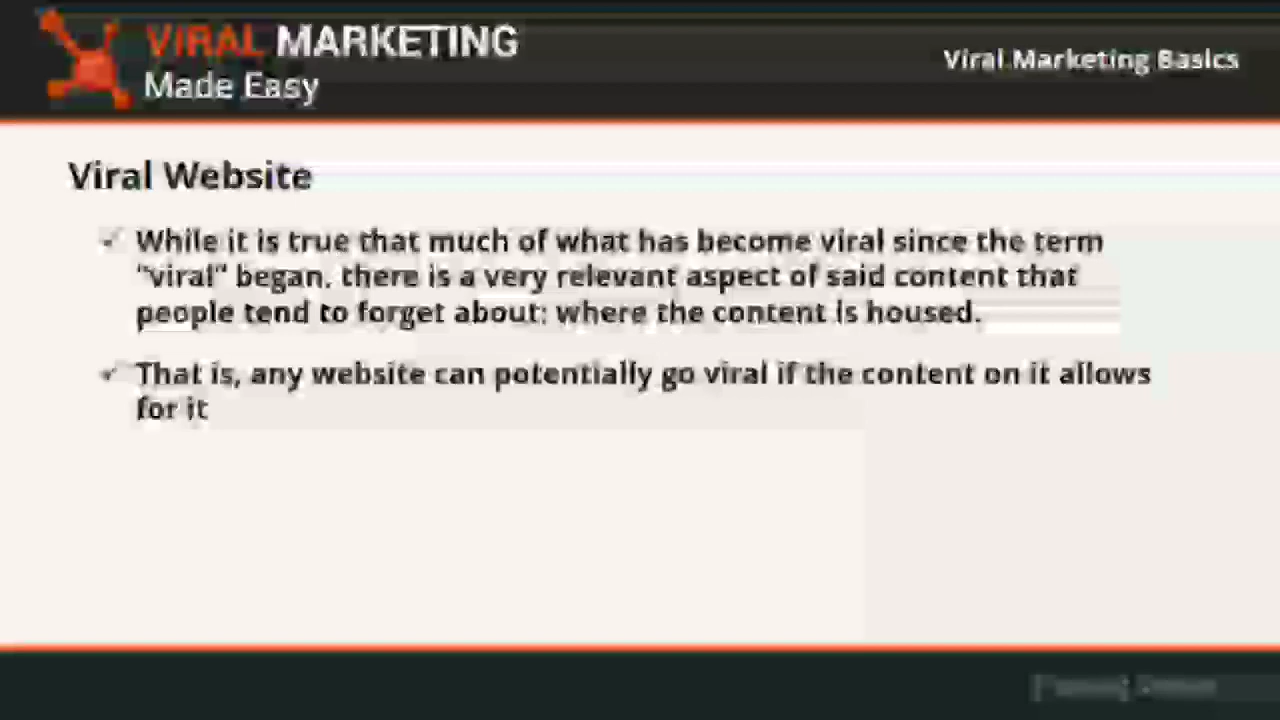 VIRAL MARKETING
Made Easy
Viral Marketing Basics
Viral Website
While it is true that much of what has become viral since the term
"viral" began, there is a very relevant aspect of said content that
people tend to forget about: where the content is housed.
That is, any website can potentially go viral if the content on it allows
for it